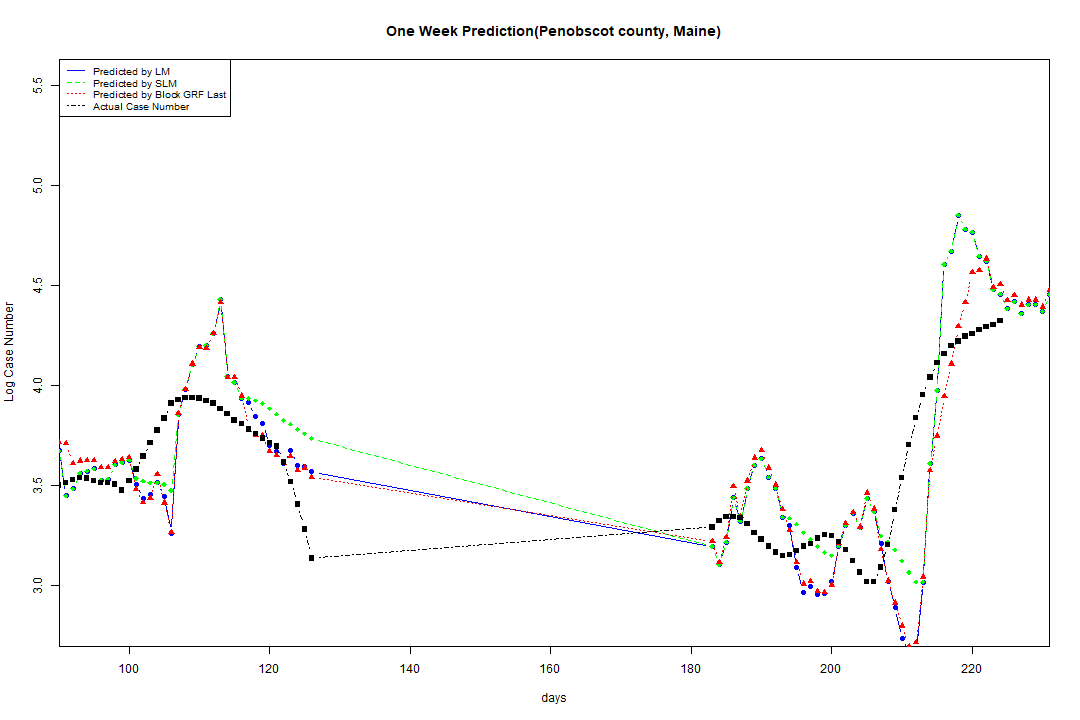 One Week Prediction(Penobscot county, Maine)
Predicted by LM
Predicted by SLM
Predicted by Block GRF Last
Actual Case Number
5.5
5.0
4.5
4.0
3.5
3.0
Log Case Number
100 120 140 160 180 200 220
days